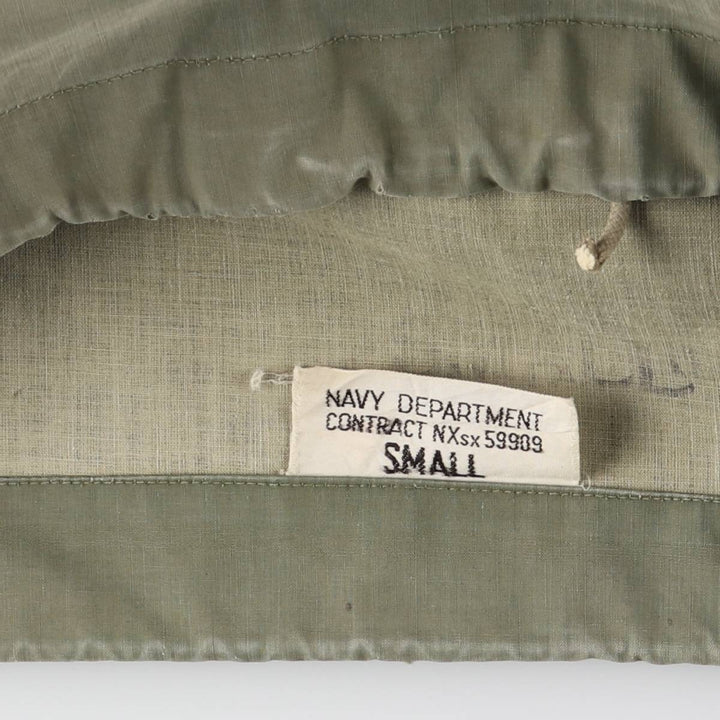 NAVY DEPARTMENT
CONTRACT NXsx 59909
SMALL